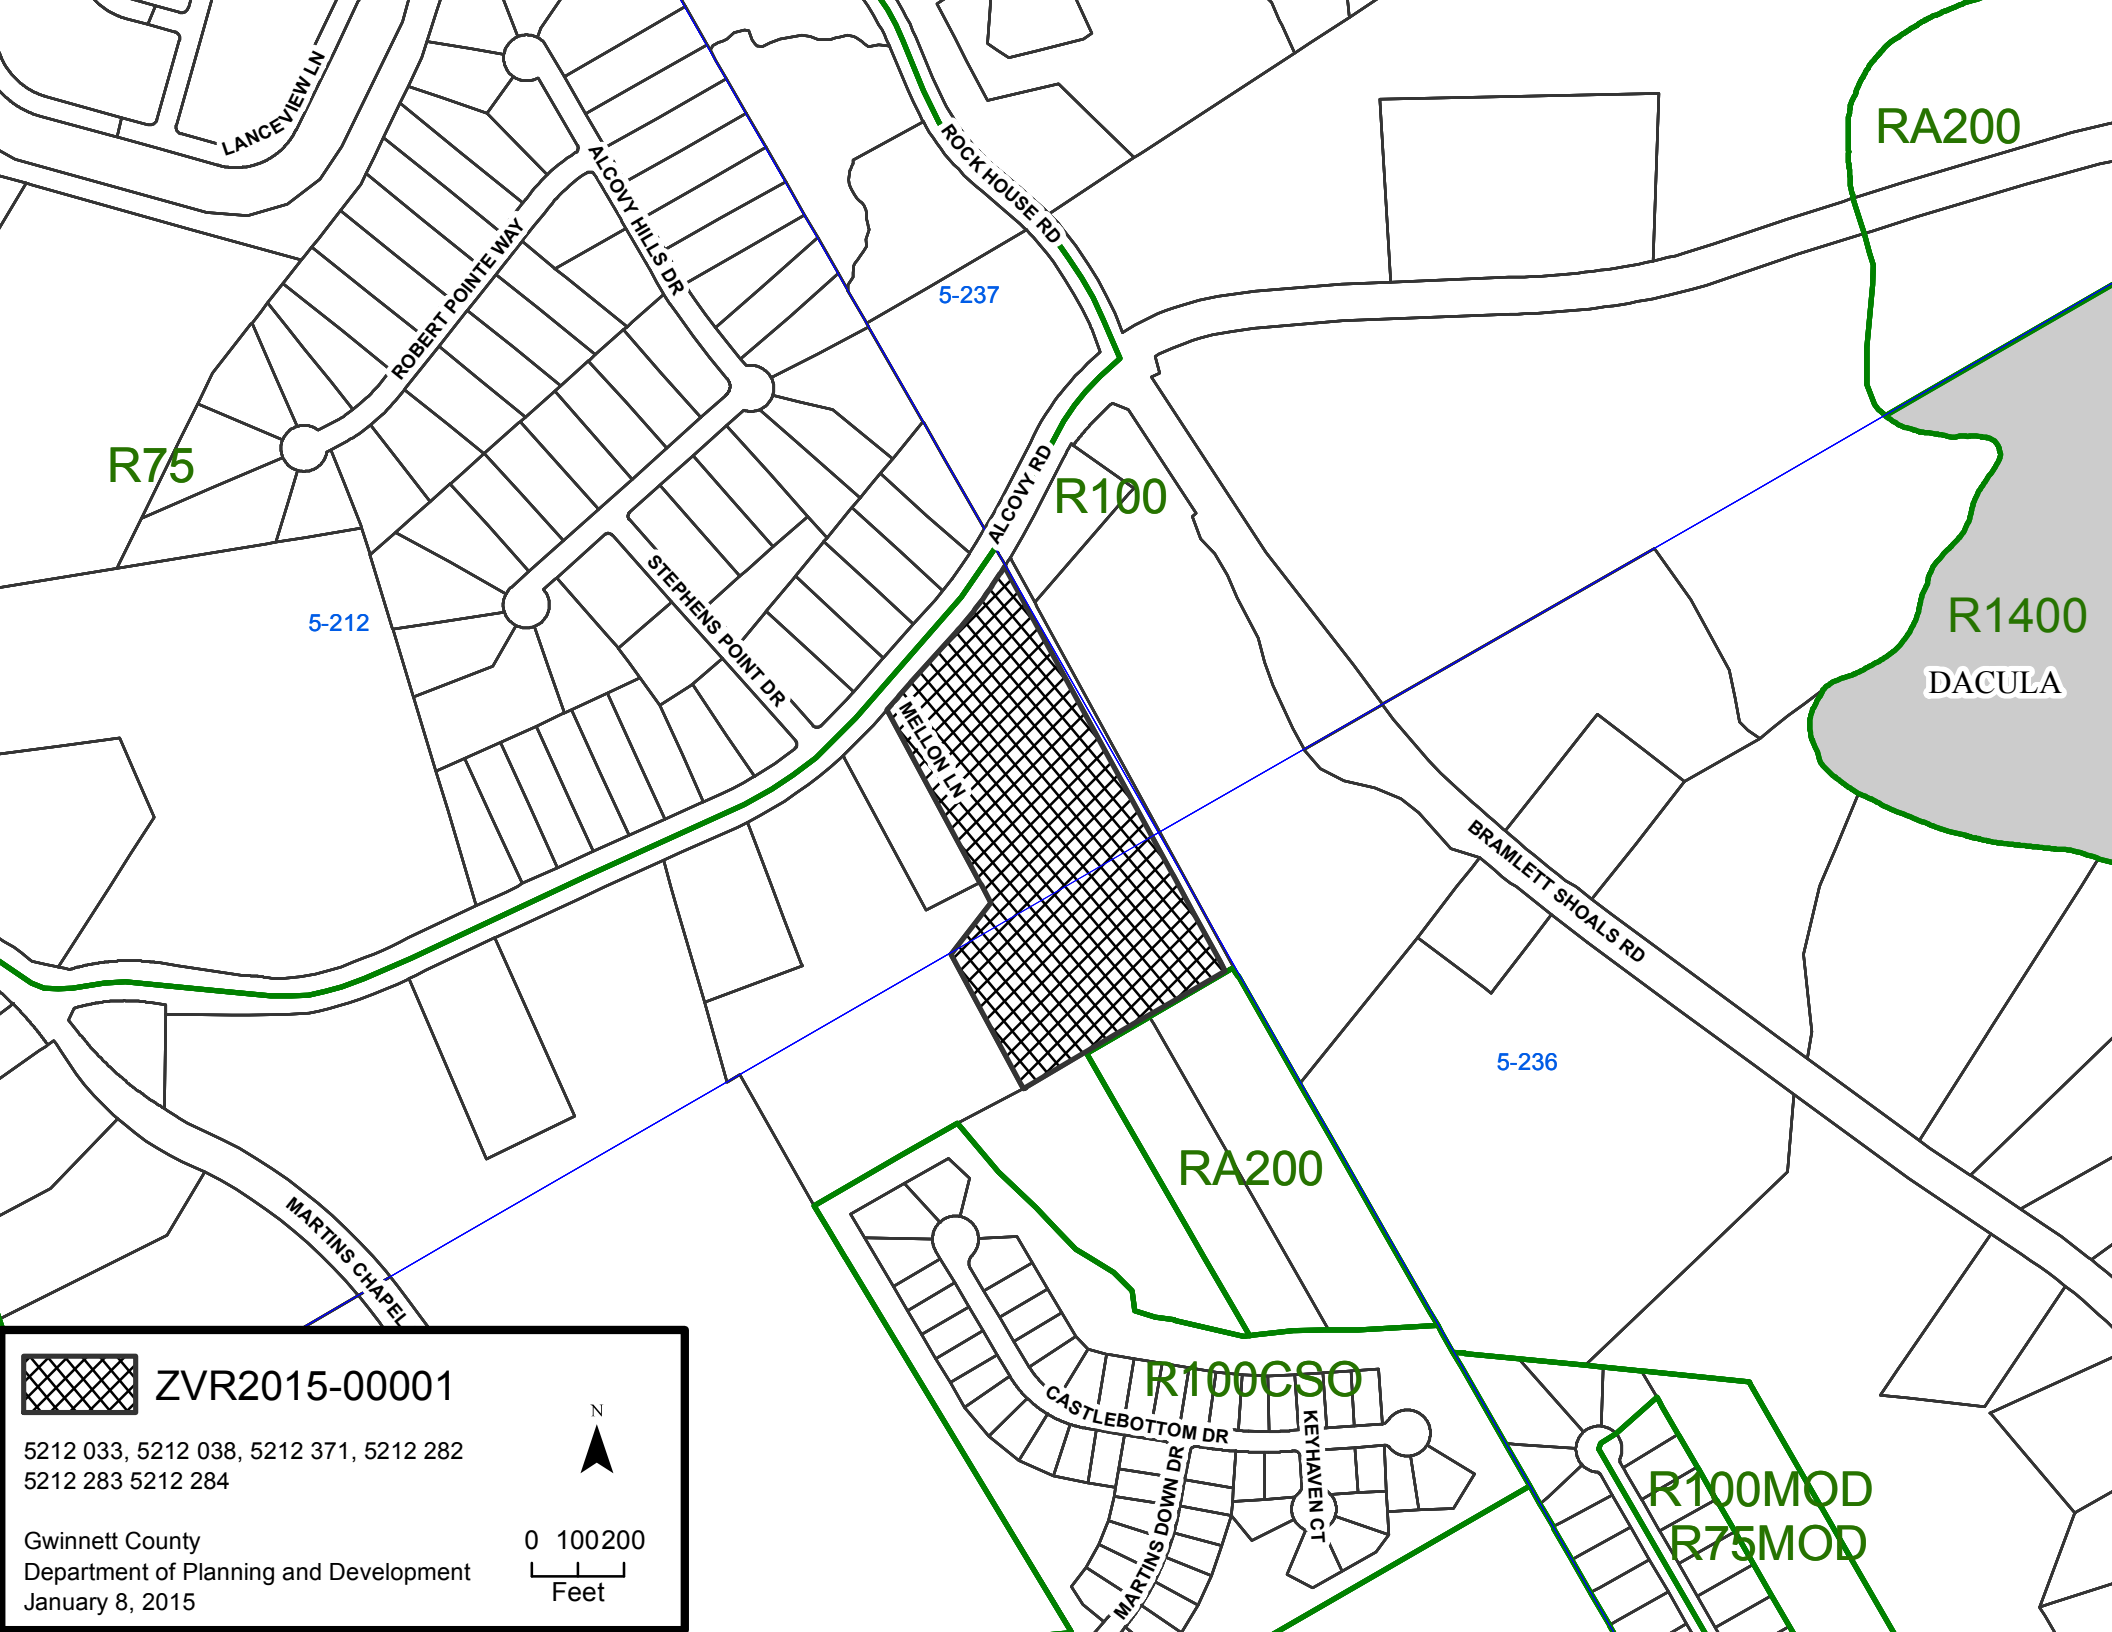 LANCEVIEW LN
ROCK HOUSE RD
RA200
ALCOVY HILLS DR
ROBERT POINTE WAY
5-237
R75
ALCOVY RD
R100
5-212
STEPHENS POINT DR
R1400
DACULA
MELLON LN
BRAMLETT SHOALS RD
5-236
RA200
MARTINS CHAPEL
R100CSO
CASTLEBOTTOM DR
KEYHAVEN CT
MARTINS DOWN DR
R100MOD
R75MOD
ZVR2015-00001
N
5212 033, 5212 038, 5212 371, 5212 282
5212 283 5212 284
Gwinnett County
Department of Planning and Development
January 8, 2015
0 100 200
Feet